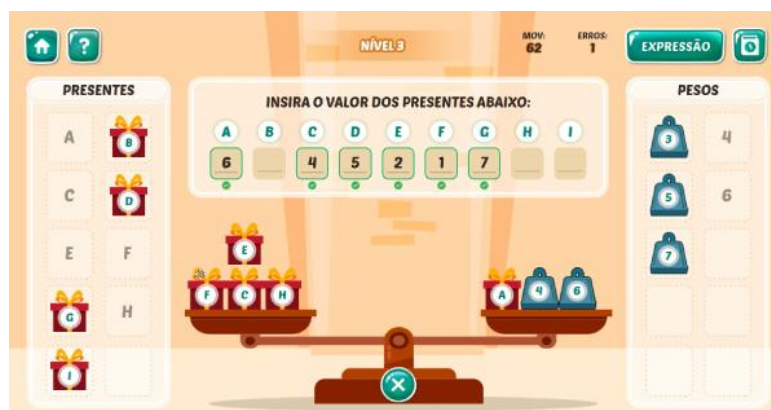 ?
NÍVEL 3
MOV:
62
ERROS:
1
EXPRESSÃO
PRESENTES
A B
C D
E F
G H
I
INSIRA O VALOR DOS PRESENTES ABAIXO:
A B C D E F G H I
6 4 5 2 1 7
E
F C H
A 4 6
X
PESOS
3 4
5 6
7